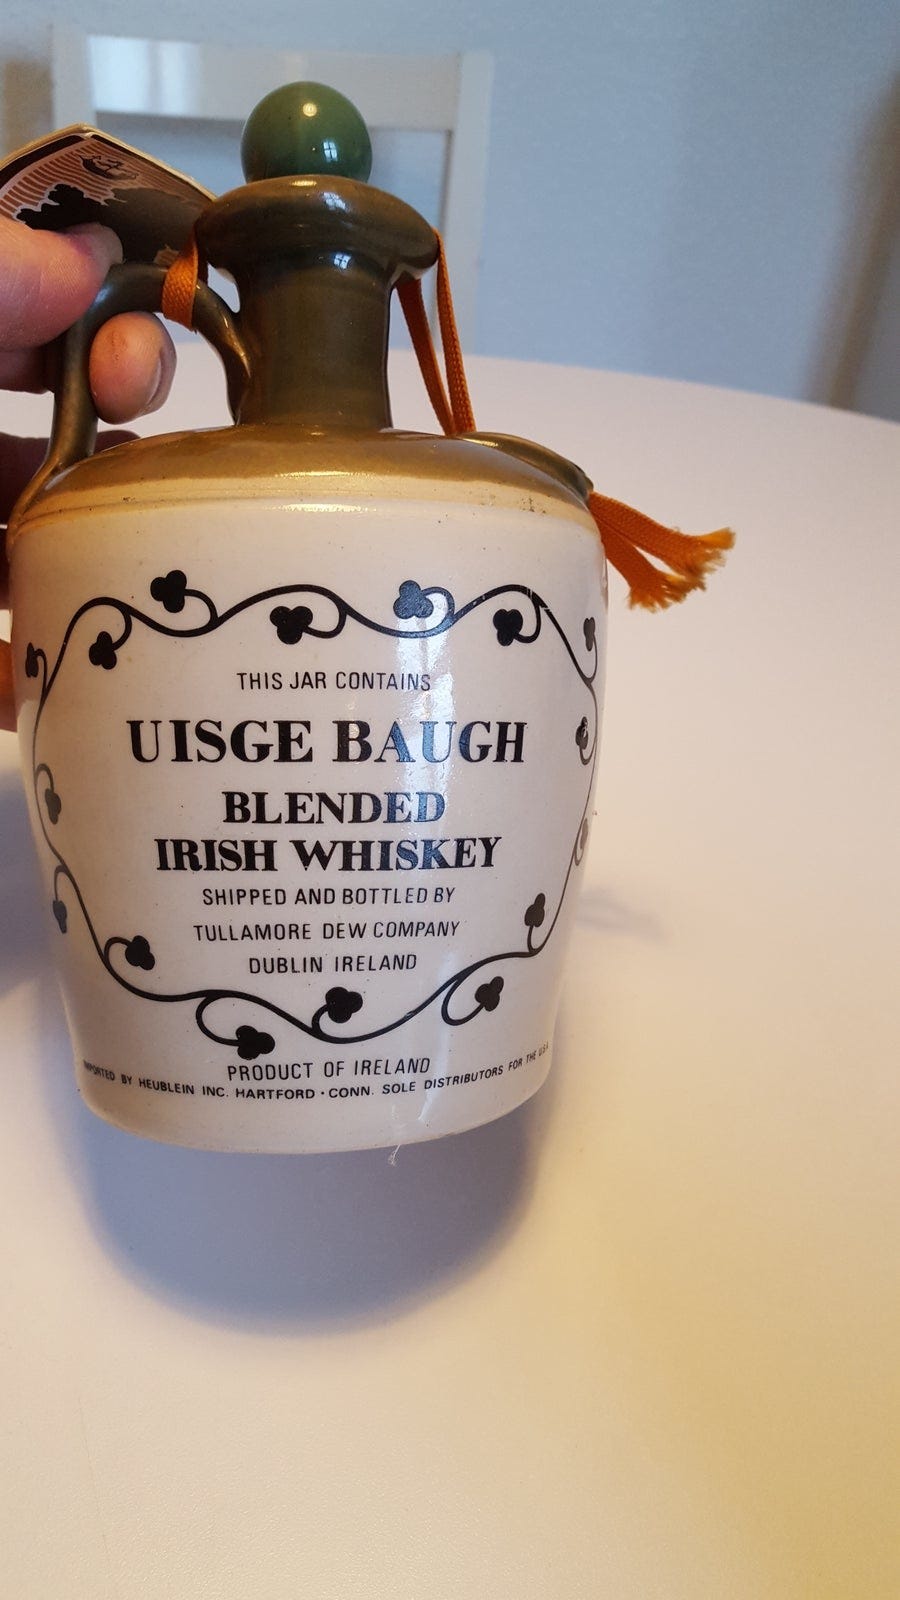 THIS JAR CONTAINS
UISGE BAUGH
BLENDED
IRISH WHISKEY
SHIPPED AND BOTTLED BY
TULLAMORE DEW COMPANY
DUBLIN IRELAND
PRODUCT OF IRELAND
IMPORTED BY HEUBLEIN INC. HARTFORD · CONN. SOLE DISTRIBUTORS FOR THE U.S.A.